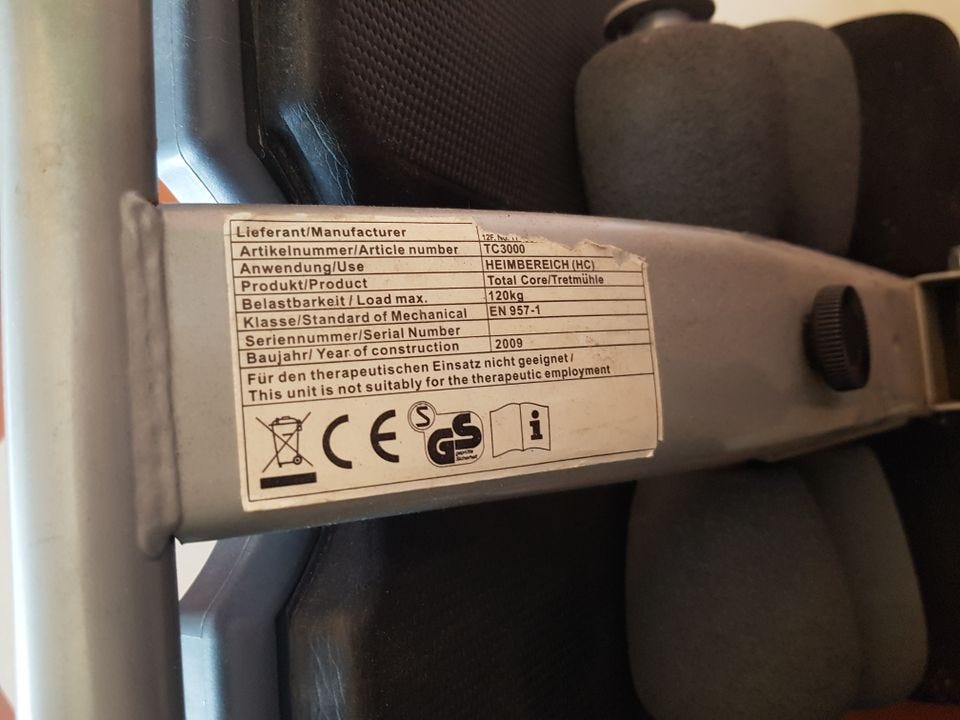 Lieferant/Manufacturer
Artikelnummer/Article number TC3000
Anwendung/Use HEIMBEREICH (HC)
Produkt/Product Total Core/Tretmühle
Belastbarkeit / Load max. 120kg
Klasse/Standard of Mechanical EN 957-1
Seriennummer/Serial Number
Baujahr/ Year of construction 2009
Für den therapeutischen Einsatz nicht geeignet /
This unit is not suitably for the therapeutic employment
CE S GS i
geprüfte
Sicherheit